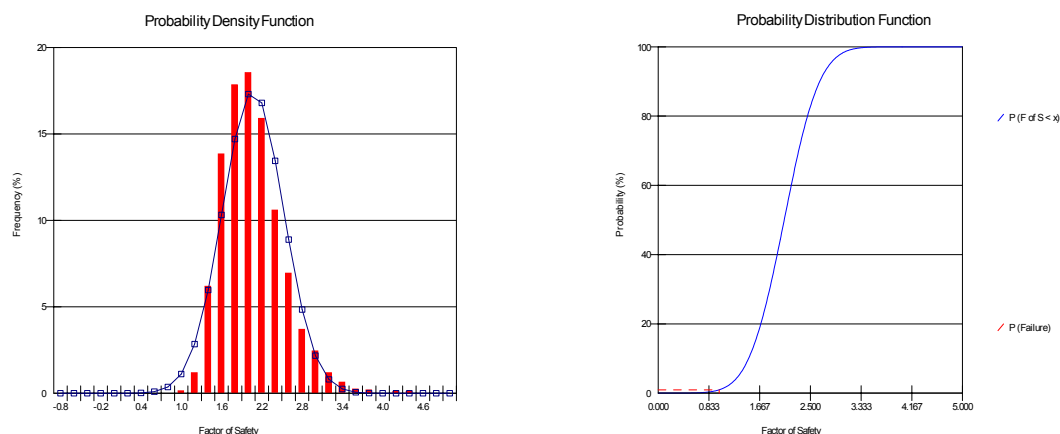 Probability Density Function
20
15
10
5
0
Frequency (%)
-0.8 -0.2 0.4 1.0 1.6 2.2 2.8 3.4 4.0 4.6
Factor of Safety
Probability Distribution Function
100
80
60
40
20
0
Probability (%)
0.000 0.833 1.667 2.500 3.333 4.167 5.000
Factor of Safety
P (F of S < x)
P (Failure)